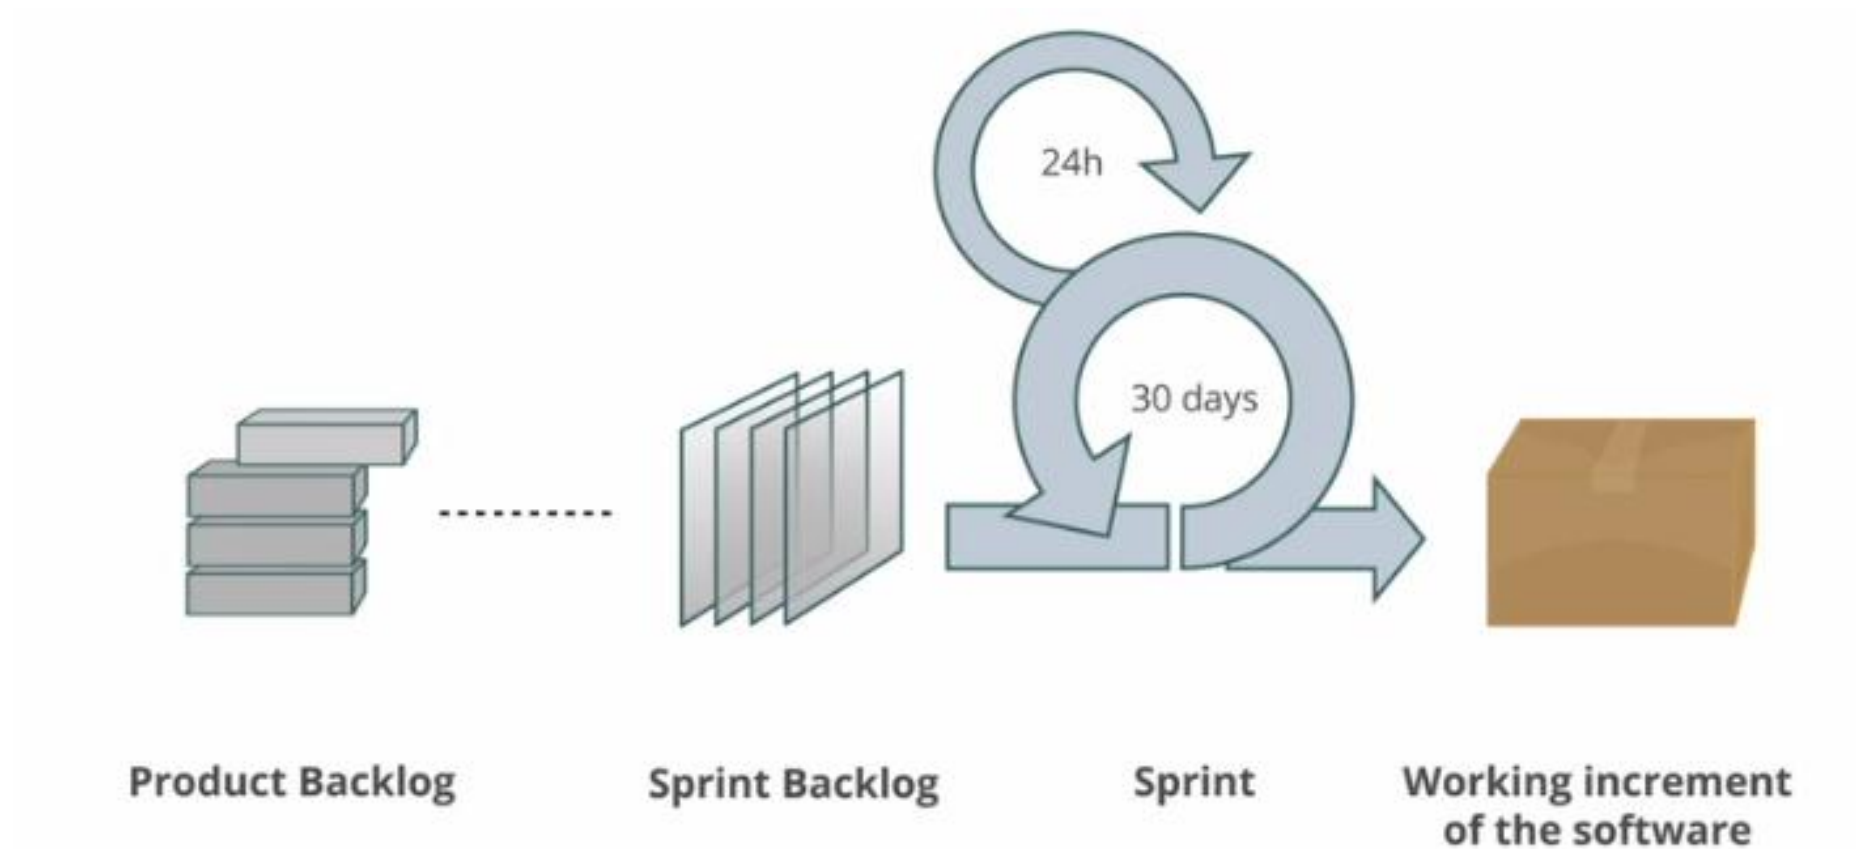 24h
30 days
Product Backlog
Sprint Backlog
Sprint
Working increment
of the software